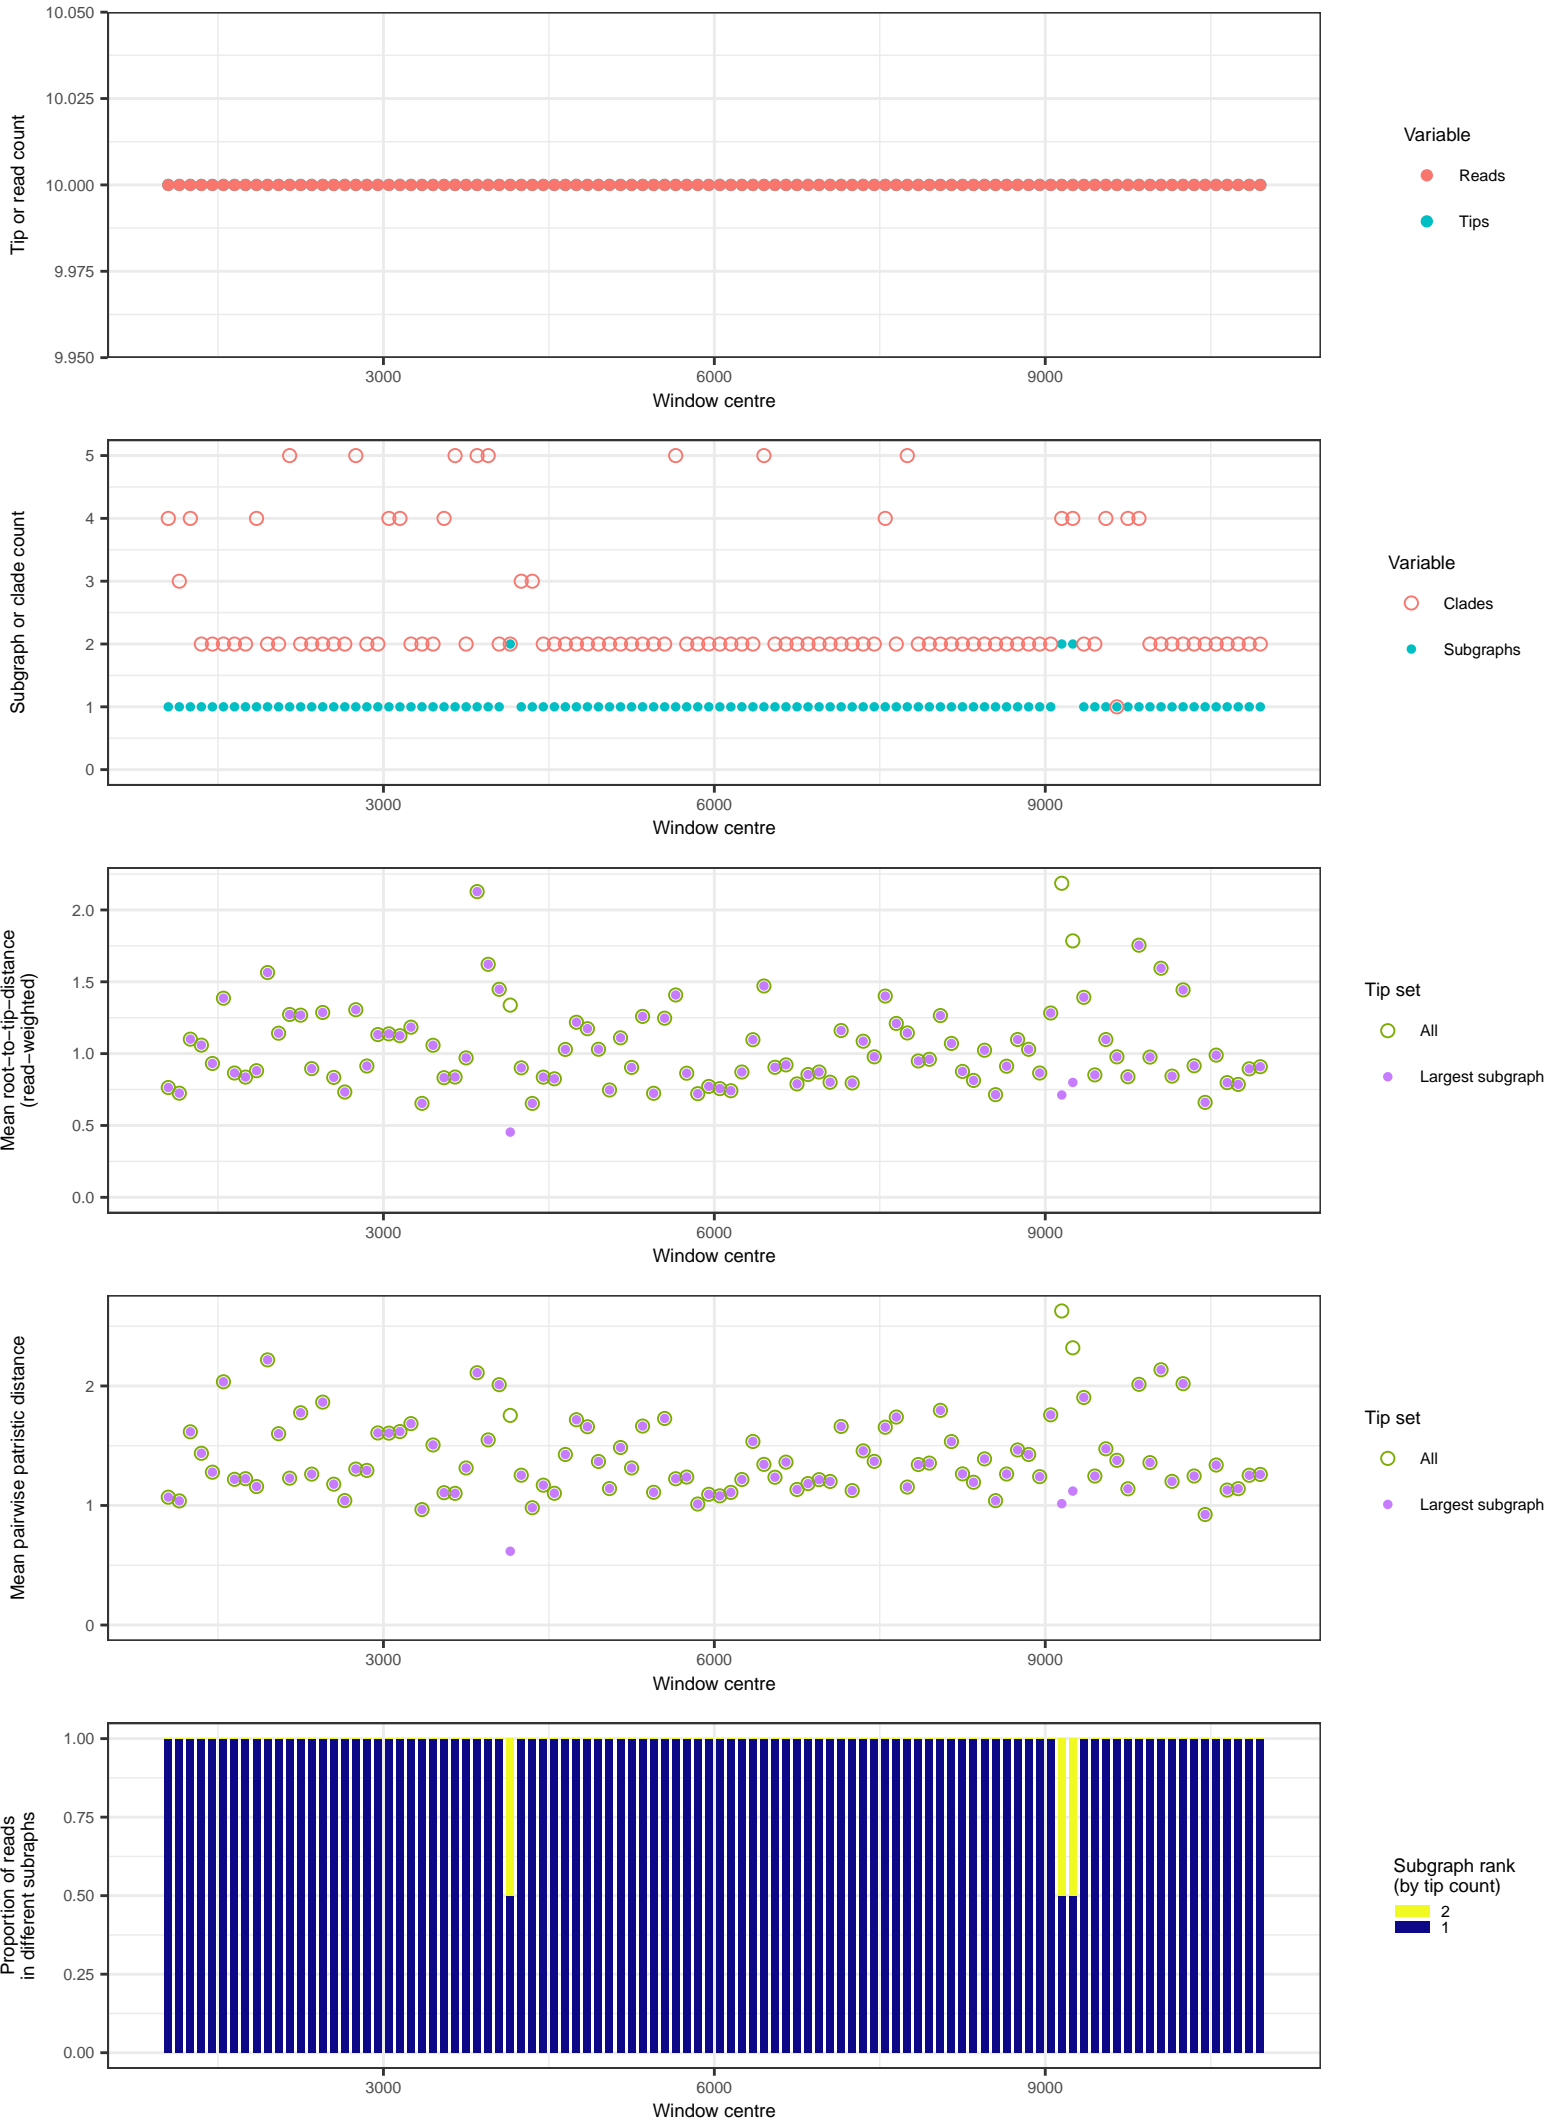 10.050
10.025
10.000
9.975
9.950
Tip or read count
3000
6000
9000
Window centre
Variable
Reads
Tips
5
4
3
2
1
0
Subgraph or clade count
3000
6000
9000
Window centre
Variable
Clades
Subgraphs
2.0
1.5
1.0
0.5
0.0
Mean root−to−tip−distance
(read−weighted)
3000
6000
9000
Window centre
Tip set
All
Largest subgraph
2
1
0
Mean pairwise patristic distance
3000
6000
9000
Window centre
Tip set
All
Largest subgraph
1.00
0.75
0.50
0.25
0.00
Proportion of reads
in different subraphs
3000
6000
9000
Window centre
Subgraph rank
(by tip count)
2
1